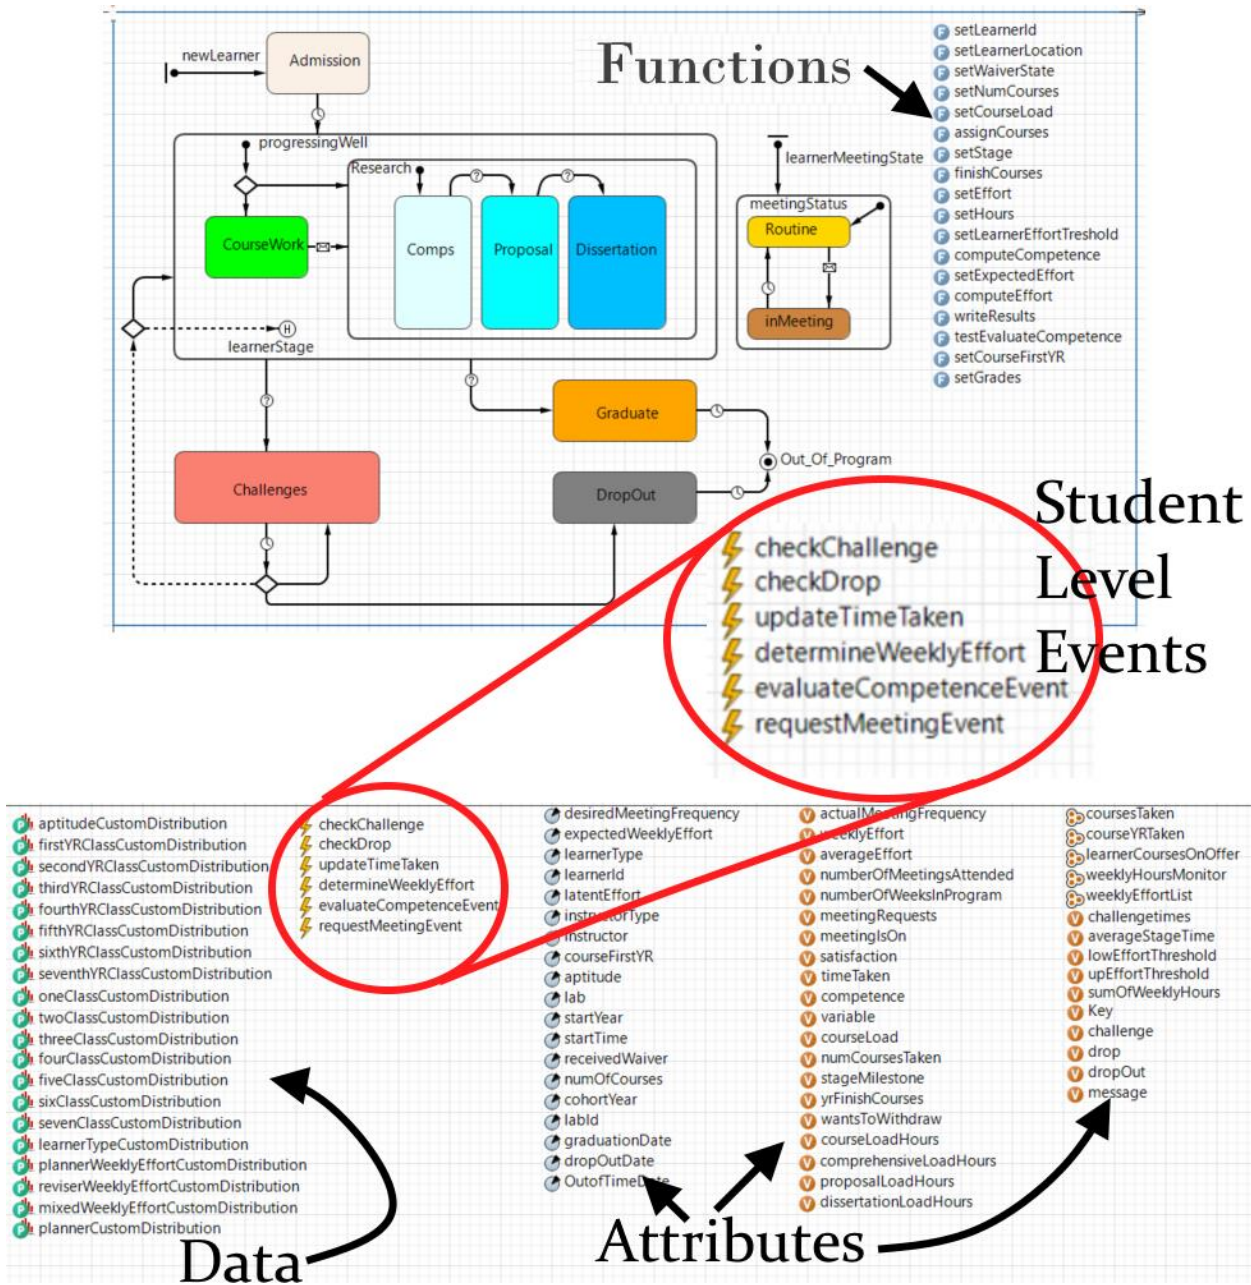 newLearner
Admission
Functions
progressingWell
Research
CourseWork
Comps
Proposal
Dissertation
learnerStage
H
learnerMeetingState
meetingStatus
Routine
inMeeting
Challenges
Graduate
DropOut
Out_Of_Program
setLearnerId
setLearnerLocation
setWaiverState
setNumCourses
setCourseLoad
assignCourses
setStage
finishCourses
setEffort
setHours
setLearnerEffortTreshold
computeCompetence
setExpectedEffort
computeEffort
writeResults
testEvaluateCompetence
setCourseFirstYR
setGrades
Student
Level
Events
checkChallenge
checkDrop
updateTimeTaken
determineWeeklyEffort
evaluateCompetenceEvent
requestMeetingEvent
aptitudeCustomDistribution
firstYRClassCustomDistribution
secondYRClassCustomDistribution
thirdYRClassCustomDistribution
fourthYRClassCustomDistribution
fifthYRClassCustomDistribution
sixthYRClassCustomDistribution
seventhYRClassCustomDistribution
oneClassCustomDistribution
twoClassCustomDistribution
threeClassCustomDistribution
fourClassCustomDistribution
fiveClassCustomDistribution
sixClassCustomDistribution
sevenClassCustomDistribution
learnerTypeCustomDistribution
plannerWeeklyEffortCustomDistribution
reviserWeeklyEffortCustomDistribution
mixedWeeklyEffortCustomDistribution
plannerCustomDistribution
Data
checkChallenge
checkDrop
updateTimeTaken
determineWeeklyEffort
evaluateCompetenceEvent
requestMeetingEvent
desiredMeetingFrequency
expectedWeeklyEffort
learnerType
learnerId
latentEffort
instructorType
instructor
courseFirstYR
aptitude
lab
startYear
startTime
receivedWaiver
numOfCourses
cohortYear
labId
graduationDate
dropOutDate
OutofTimeDate
actualMeetingFrequency
weeklyEffort
averageEffort
numberOfMeetingsAttended
numberOfWeeksInProgram
meetingRequests
meetingIsOn
satisfaction
timeTaken
competence
variable
courseLoad
numCoursesTaken
stageMilestone
yrFinishCourses
wantsToWithdraw
courseLoadHours
comprehensiveLoadHours
proposalLoadHours
dissertationLoadHours
coursesTaken
courseYRTaken
learnerCoursesOnOffer
weeklyHoursMonitor
weeklyEffortList
challengetimes
averageStageTime
lowEffortThreshold
upEffortThreshold
sumOfWeeklyHours
Key
challenge
drop
dropOut
message
Attributes